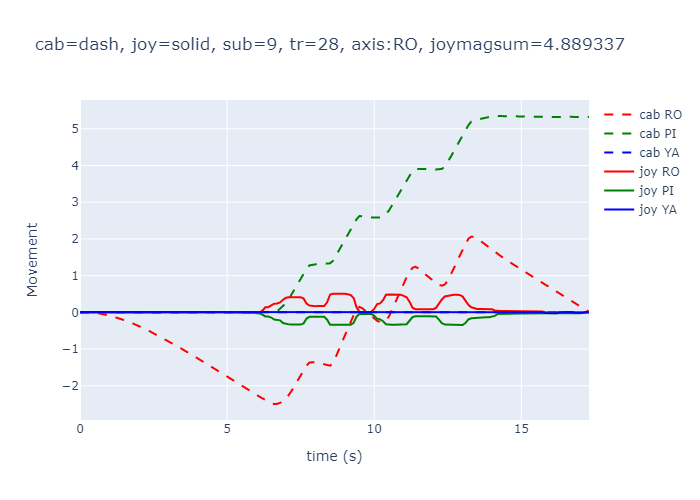 cab=dash, joy=solid, sub=9, tr=28, axis:RO, joymagsum=4.889337
cab RO
cab PI
cab YA
joy RO
joy PI
joy YA
Movement
5
4
3
2
1
0
−1
−2
0
5
10
15
time (s)